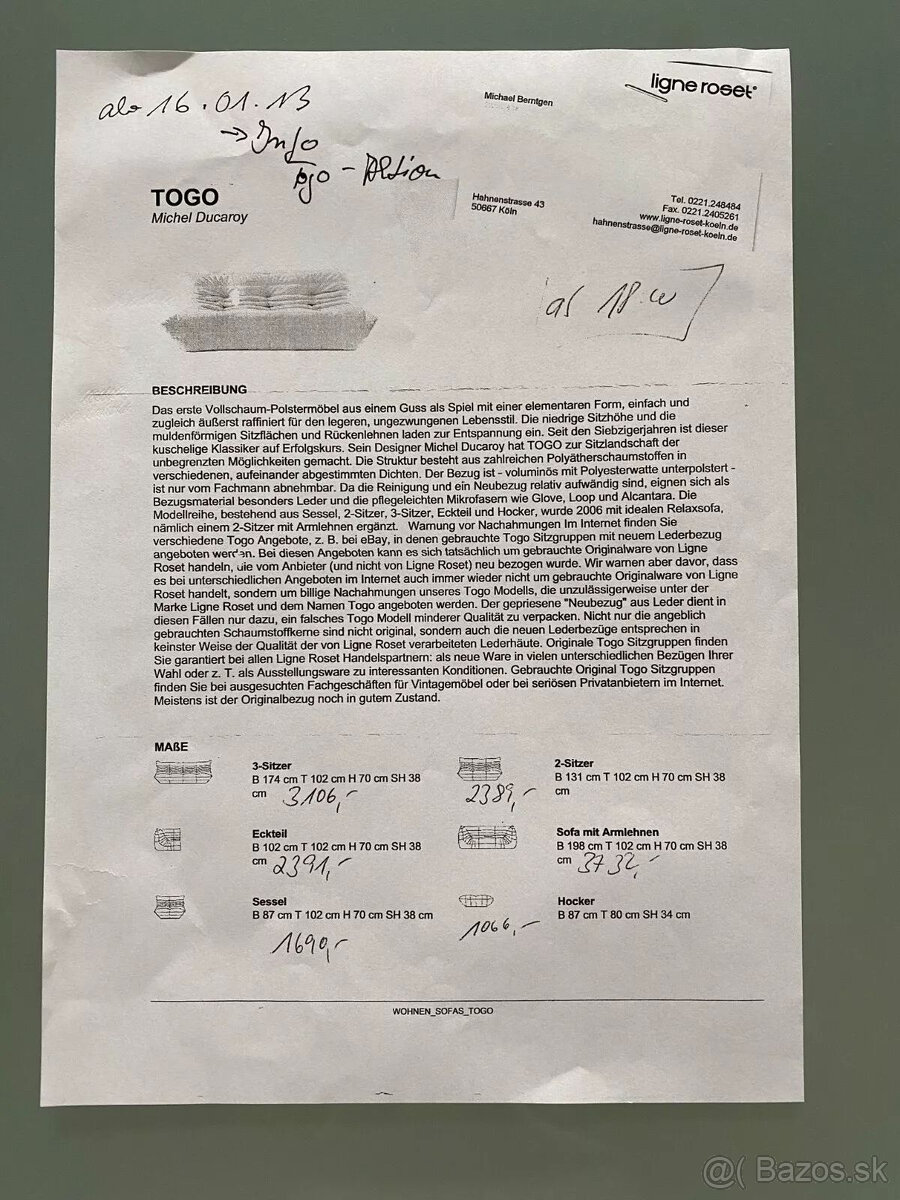 ab 16.01.13
→ Info
Togo - Aktion
Michael Berntgen
ligne roset®
TOGO
Michel Ducaroy
Hahnenstrasse 43
50667 Köln
Tel. 0221.248484
Fax. 0221.2405261
www.ligne-roset-koeln.de
hahnenstrasse@ligne-roset-koeln.de
18.
BESCHREIBUNG
Das erste Vollschaum-Polstermöbel aus einem Guss als Spiel mit einer elementaren Form, einfach und
zugleich äußerst raffiniert für den legeren, ungezwungenen Lebensstil. Die niedrige Sitzhöhe und die
muldenförmigen Sitzflächen und Rückenlehnen laden zur Entspannung ein. Seit den Siebzigerjahren ist dieser
kuschelige Klassiker auf Erfolgskurs. Sein Designer Michel Ducaroy hat TOGO zur Sitzlandschaft der
unbegrenzten Möglichkeiten gemacht. Die Struktur besteht aus zahlreichen Polyätherschaumstoffen in
verschiedenen, aufeinander abgestimmten Dichten. Der Bezug ist - voluminös mit Polyesterwatte unterpolstert -
ist nur vom Fachmann abnehmbar. Da die Reinigung und ein Neubezug relativ aufwändig sind, eignen sich als
Bezugsmaterial besonders Leder und die pflegeleichten Mikrofasern wie Glove, Loop und Alcantara. Die
Modellreihe, bestehend aus Sessel, 2-Sitzer, 3-Sitzer, Eckteil und Hocker, wurde 2006 mit idealen Relaxsofa,
nämlich einem 2-Sitzer mit Armlehnen ergänzt. Warnung vor Nachahmungen Im Internet finden Sie
verschiedene Togo Angebote, z. B. bei eBay, in denen gebrauchte Togo Sitzgruppen mit neuem Lederbezug
angeboten werden. Bei diesen Angeboten kann es sich tatsächlich um gebrauchte Originalware von Ligne
Roset handeln, die vom Anbieter (und nicht von Ligne Roset) neu bezogen wurde. Wir warnen aber davor, dass
es bei unterschiedlichen Angeboten im Internet auch immer wieder nicht um gebrauchte Originalware von Ligne
Roset handelt, sondern um billige Nachahmungen unseres Togo Modells, die unzulässigerweise unter der
Marke Ligne Roset und dem Namen Togo angeboten werden. Der gepriesene "Neubezug" aus Leder dient in
diesen Fällen nur dazu, ein falsches Togo Modell minderer Qualität zu verpacken. Nicht nur die angeblich
gebrauchten Schaumstoffkerne sind nicht original, sondern auch die neuen Lederbezüge entsprechen in
keinster Weise der Qualität der von Ligne Roset verarbeiteten Lederhäute. Originale Togo Sitzgruppen finden
Sie garantiert bei allen Ligne Roset Handelspartnern: als neue Ware in vielen unterschiedlichen Bezügen Ihrer
Wahl oder z. T. als Ausstellungsware zu interessanten Konditionen. Gebrauchte Original Togo Sitzgruppen
finden Sie bei ausgesuchten Fachgeschäften für Vintagemöbel oder bei seriösen Privatanbietern im Internet.
Meistens ist der Originalbezug noch in gutem Zustand.
MAßE
3-Sitzer
B 174 cm T 102 cm H 70 cm SH 38
cm 3106,-
2-Sitzer
B 131 cm T 102 cm H 70 cm SH 38
cm
2389,-
Eckteil
B 102 cm T 102 cm H 70 cm SH 38
cm 2391,-
Sofa mit Armlehnen
B 198 cm T 102 cm H 70 cm SH 38
cm 3732,-
Sessel
B 87 cm T 102 cm H 70 cm SH 38 cm
1690,-
Hocker
B 87 cm T 80 cm SH 34 cm
1066,-
WOHNEN_SOFAS_TOGO
@( Bazos.sk